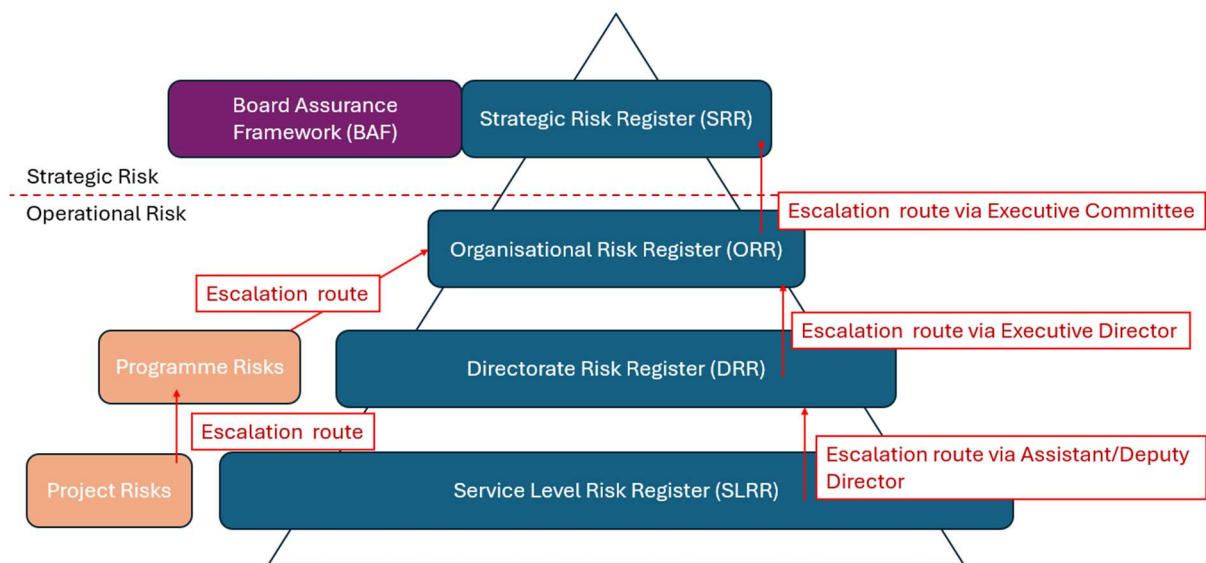 Board Assurance
Framework (BAF)
Strategic Risk Register (SRR)
Strategic Risk
Operational Risk
Escalation route via Executive Committee
Organisational Risk Register (ORR)
Escalation route
Escalation route via Executive Director
Programme Risks
Directorate Risk Register (DRR)
Escalation route
Escalation route via Assistant/Deputy
Director
Project Risks
Service Level Risk Register (SLRR)